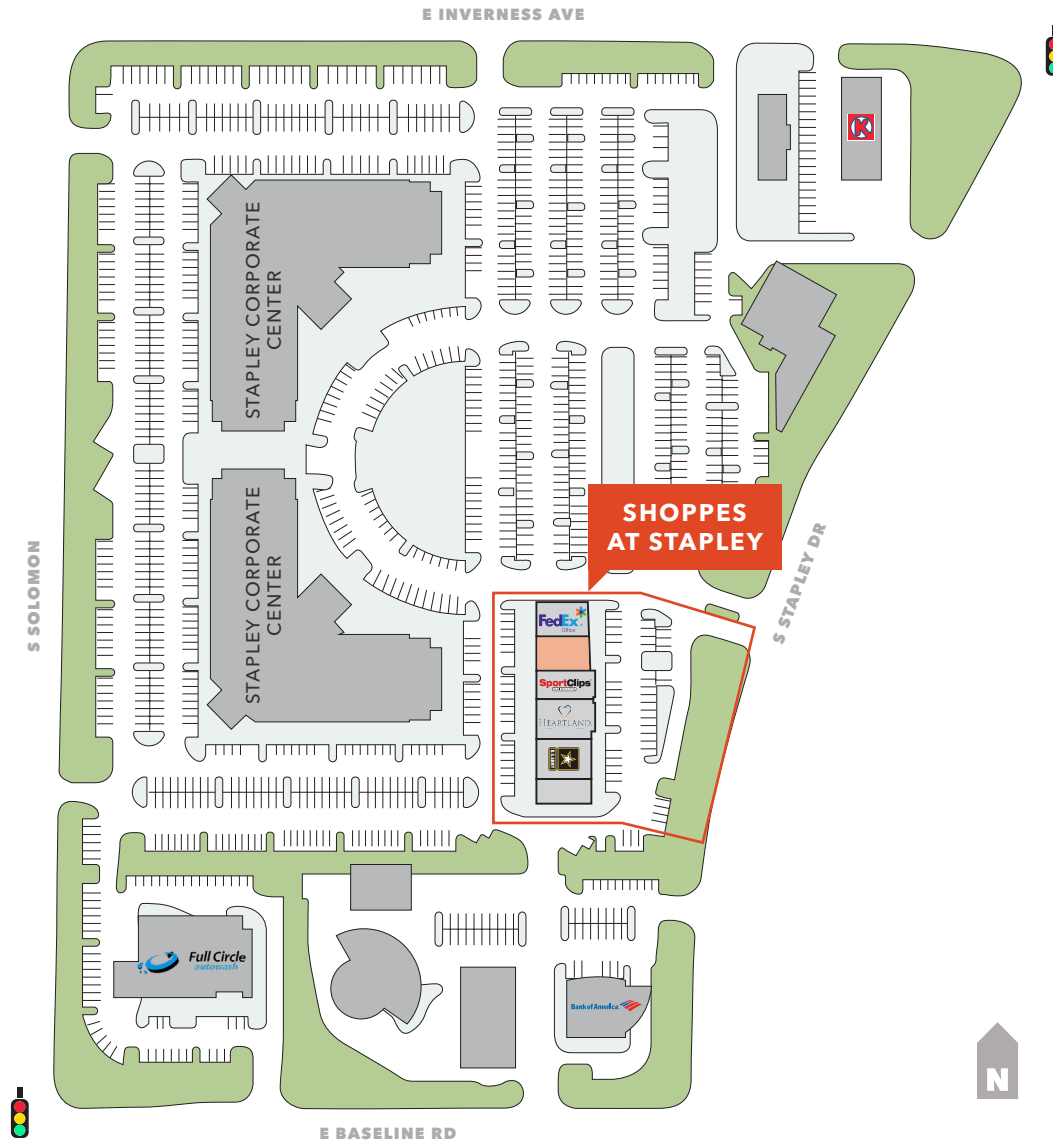 E INVERNESS AVE
K
STAPLEY CORPORATE
CENTER
SHOPPES
AT STAPLEY
S SOLOMON
S STAPLEY DR
STAPLEY CORPORATE
CENTER
FedEx
Office
SportClips
HEARTLAND
Full Circle
autowash
Bank of America
N
E BASELINE RD